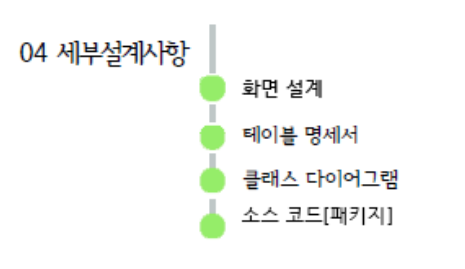 04 세부설계사항
화면 설계
테이블 명세서
클래스 다이어그램
소스 코드[패키지]